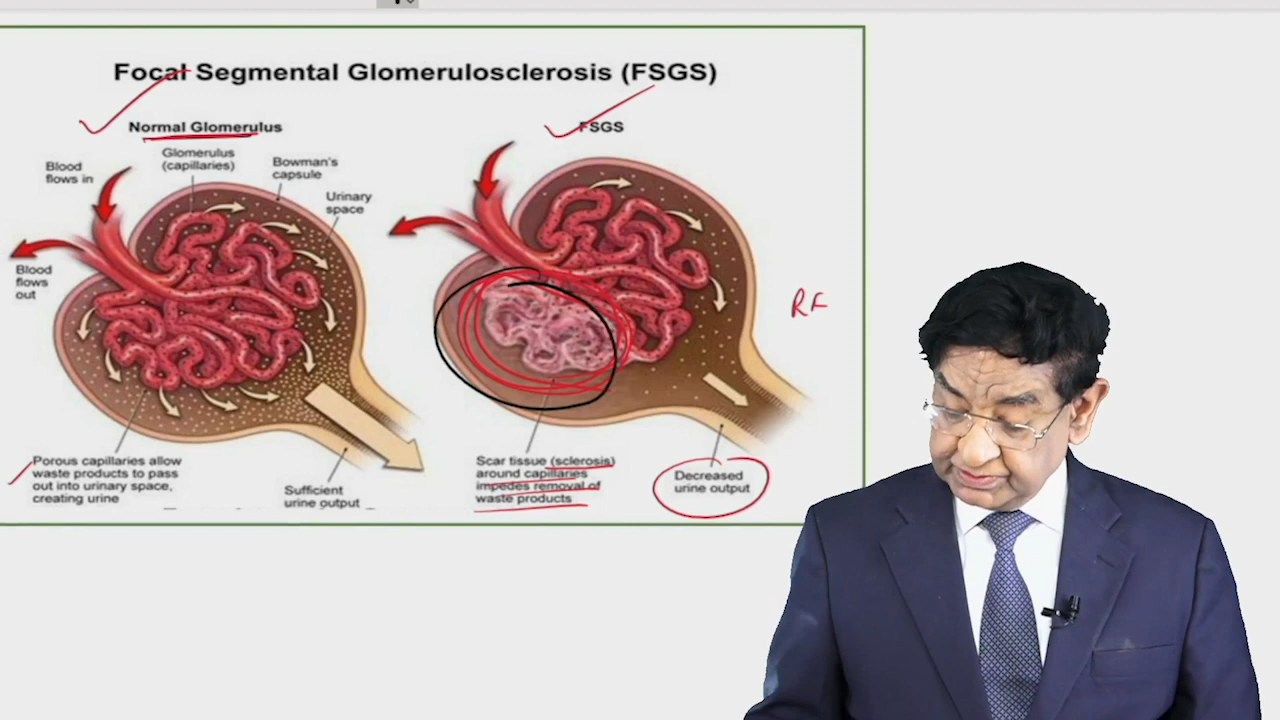 Focal Segmental Glomerulosclerosis (FSGS)
Normal Glomerulus
FSGS
Blood
flows in
Glomerulus
(capillaries)
Bowman's
capsule
Urinary
space
Blood
flows
out
Porous capillaries allow
waste products to pass
out into urinary space,
creating urine
Sufficient
urine output
Scar tissue (sclerosis)
around capillaries
impedes removal of
waste products
Decreased
urine output
RF